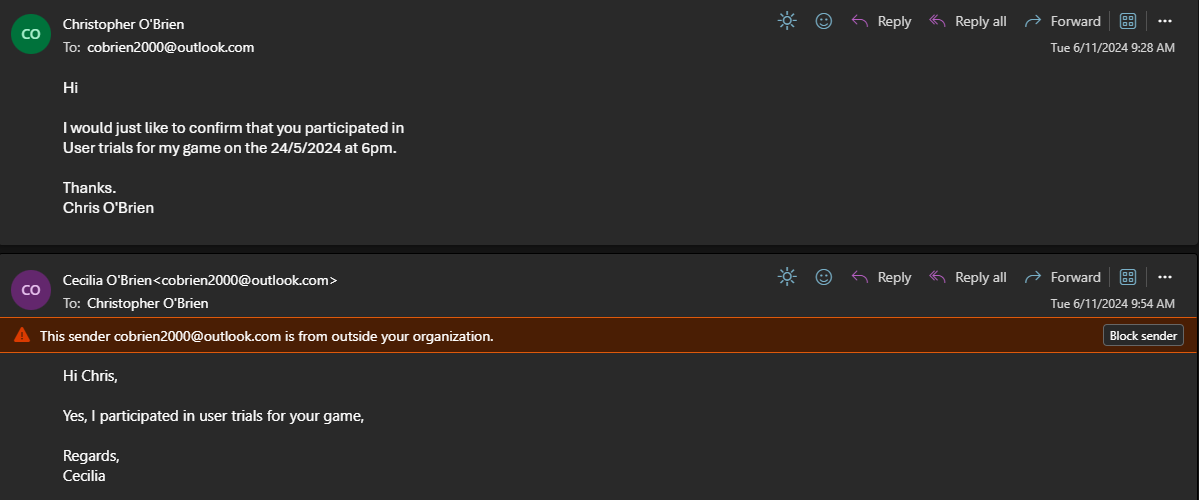 CO
Christopher O'Brien
Reply
Reply all
Forward
To: cobrien2000@outlook.com
Tue 6/11/2024 9:28 AM
Hi
I would just like to confirm that you participated in
User trials for my game on the 24/5/2024 at 6pm.
Thanks.
Chris O'Brien
CO
Cecilia O'Brien<cobrien2000@outlook.com>
Reply
Reply all
Forward
To: Christopher O'Brien
Tue 6/11/2024 9:54 AM
This sender cobrien2000@outlook.com is from outside your organization.
Block sender
Hi Chris,
Yes, I participated in user trials for your game,
Regards,
Cecilia